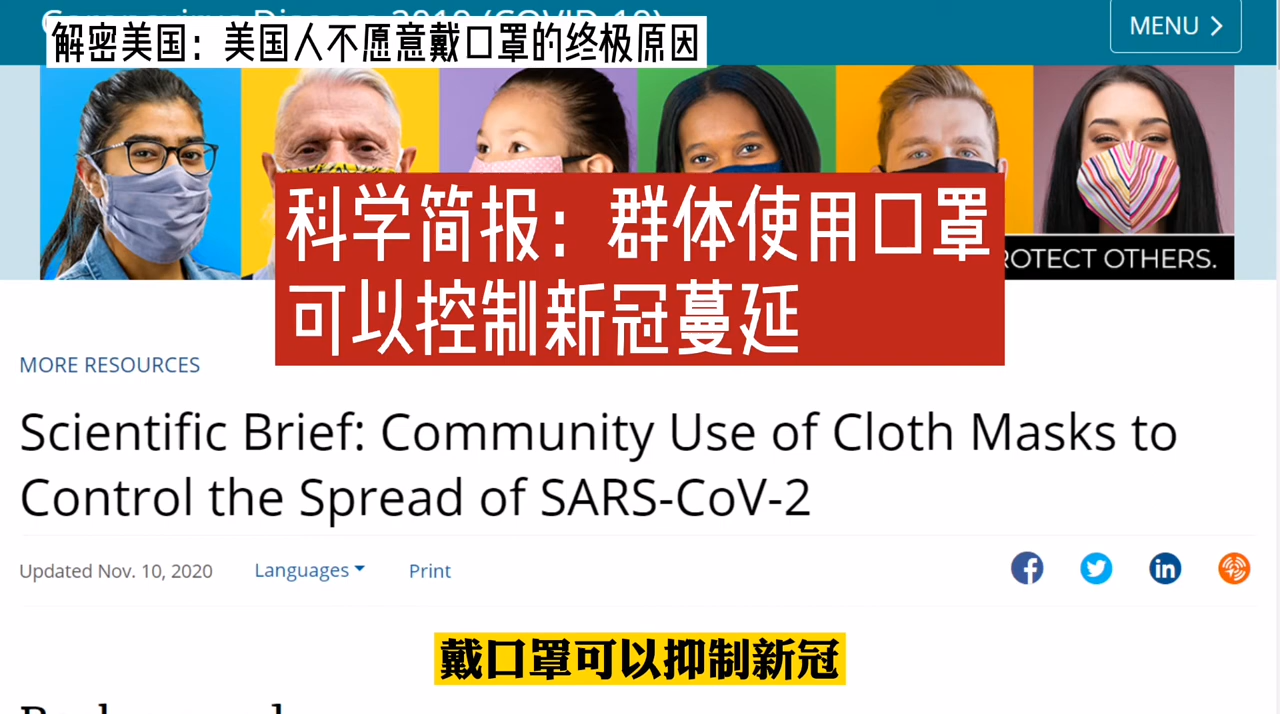 解密美国：美国人不愿意戴口罩的终极原因
MENU
科学简报：群体使用口罩
可以控制新冠蔓延
ROTECT OTHERS.
MORE RESOURCES
Scientific Brief: Community Use of Cloth Masks to
Control the Spread of SARS-CoV-2
Updated Nov. 10, 2020 Languages Print
戴口罩可以抑制新冠